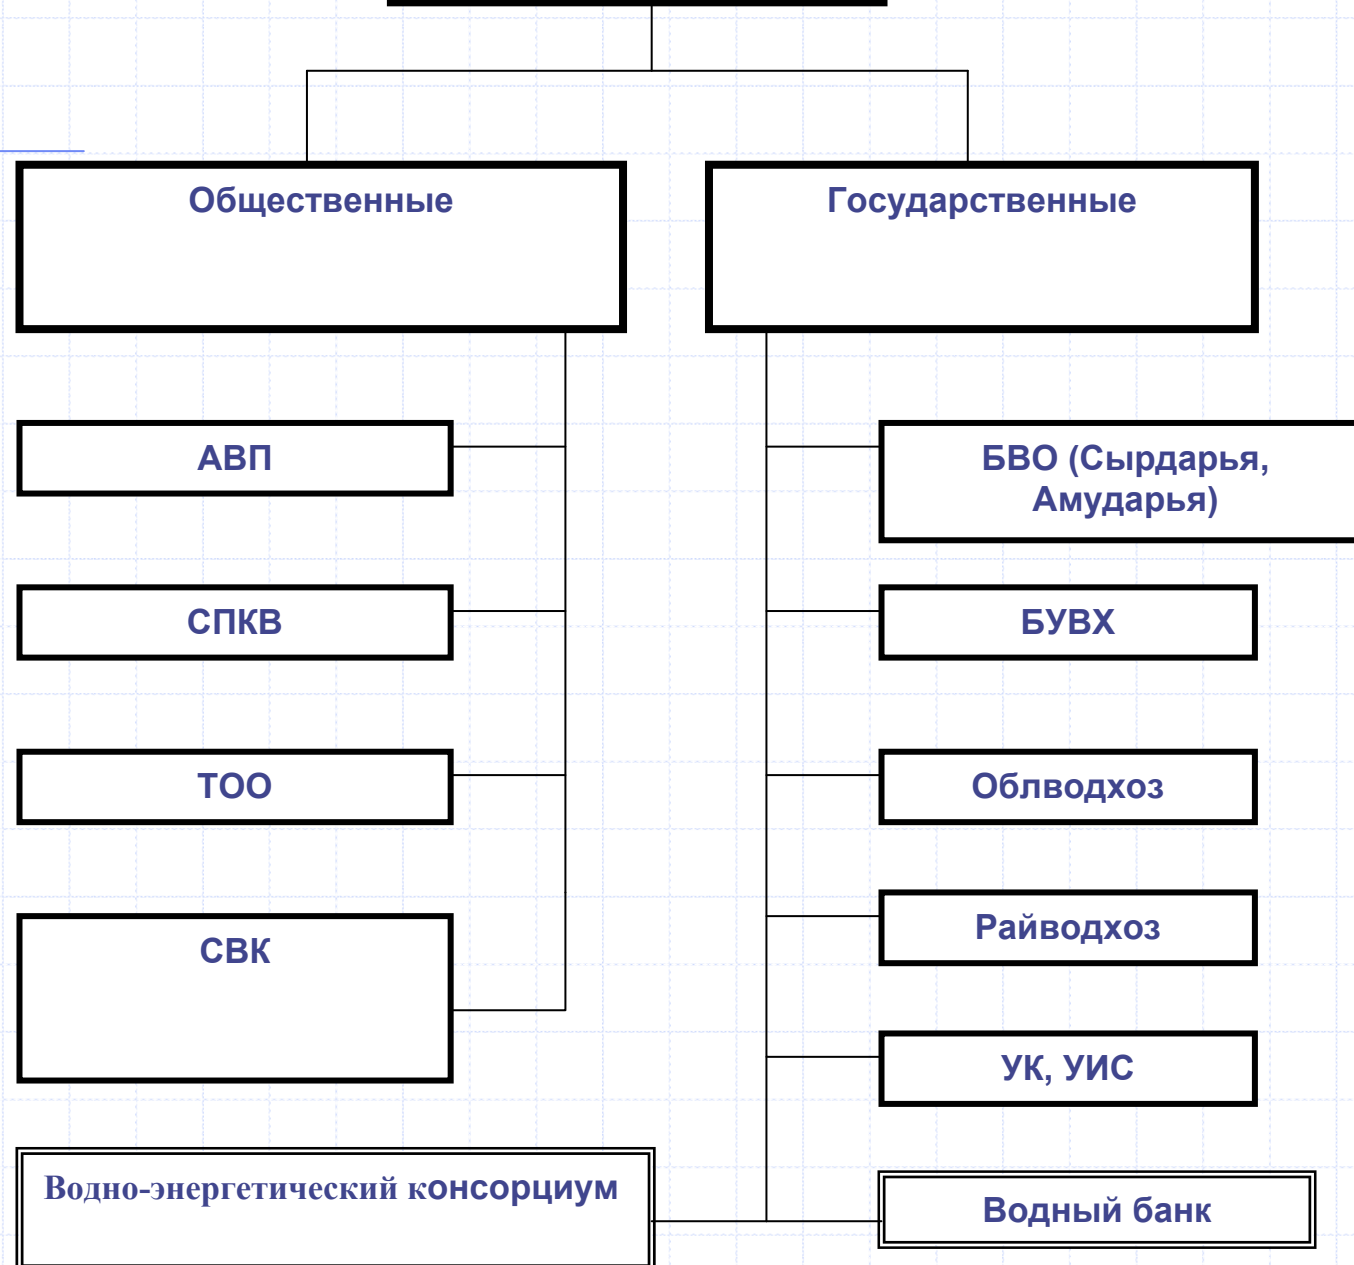 Общественные
Государственные
АВП
БВО (Сырдарья,
Амударья)
СПКВ
БУВХ
ТОО
Облводхоз
СВК
Райводхоз
УК, УИС
Водно-энергетический консорциум
Водный банк